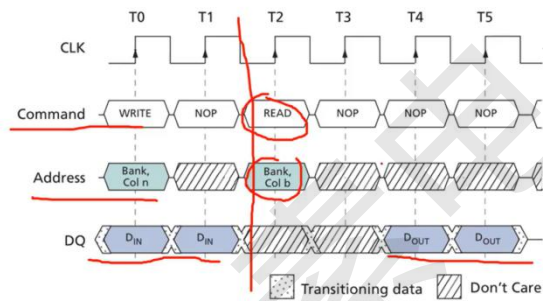 T0 T1 T2 T3 T4 T5
CLK
Command WRITE NOP READ NOP NOP NOP
Address Bank, Col n Bank, Col b
DQ DIN DIN DOUT DOUT
Transitioning data Don't Care